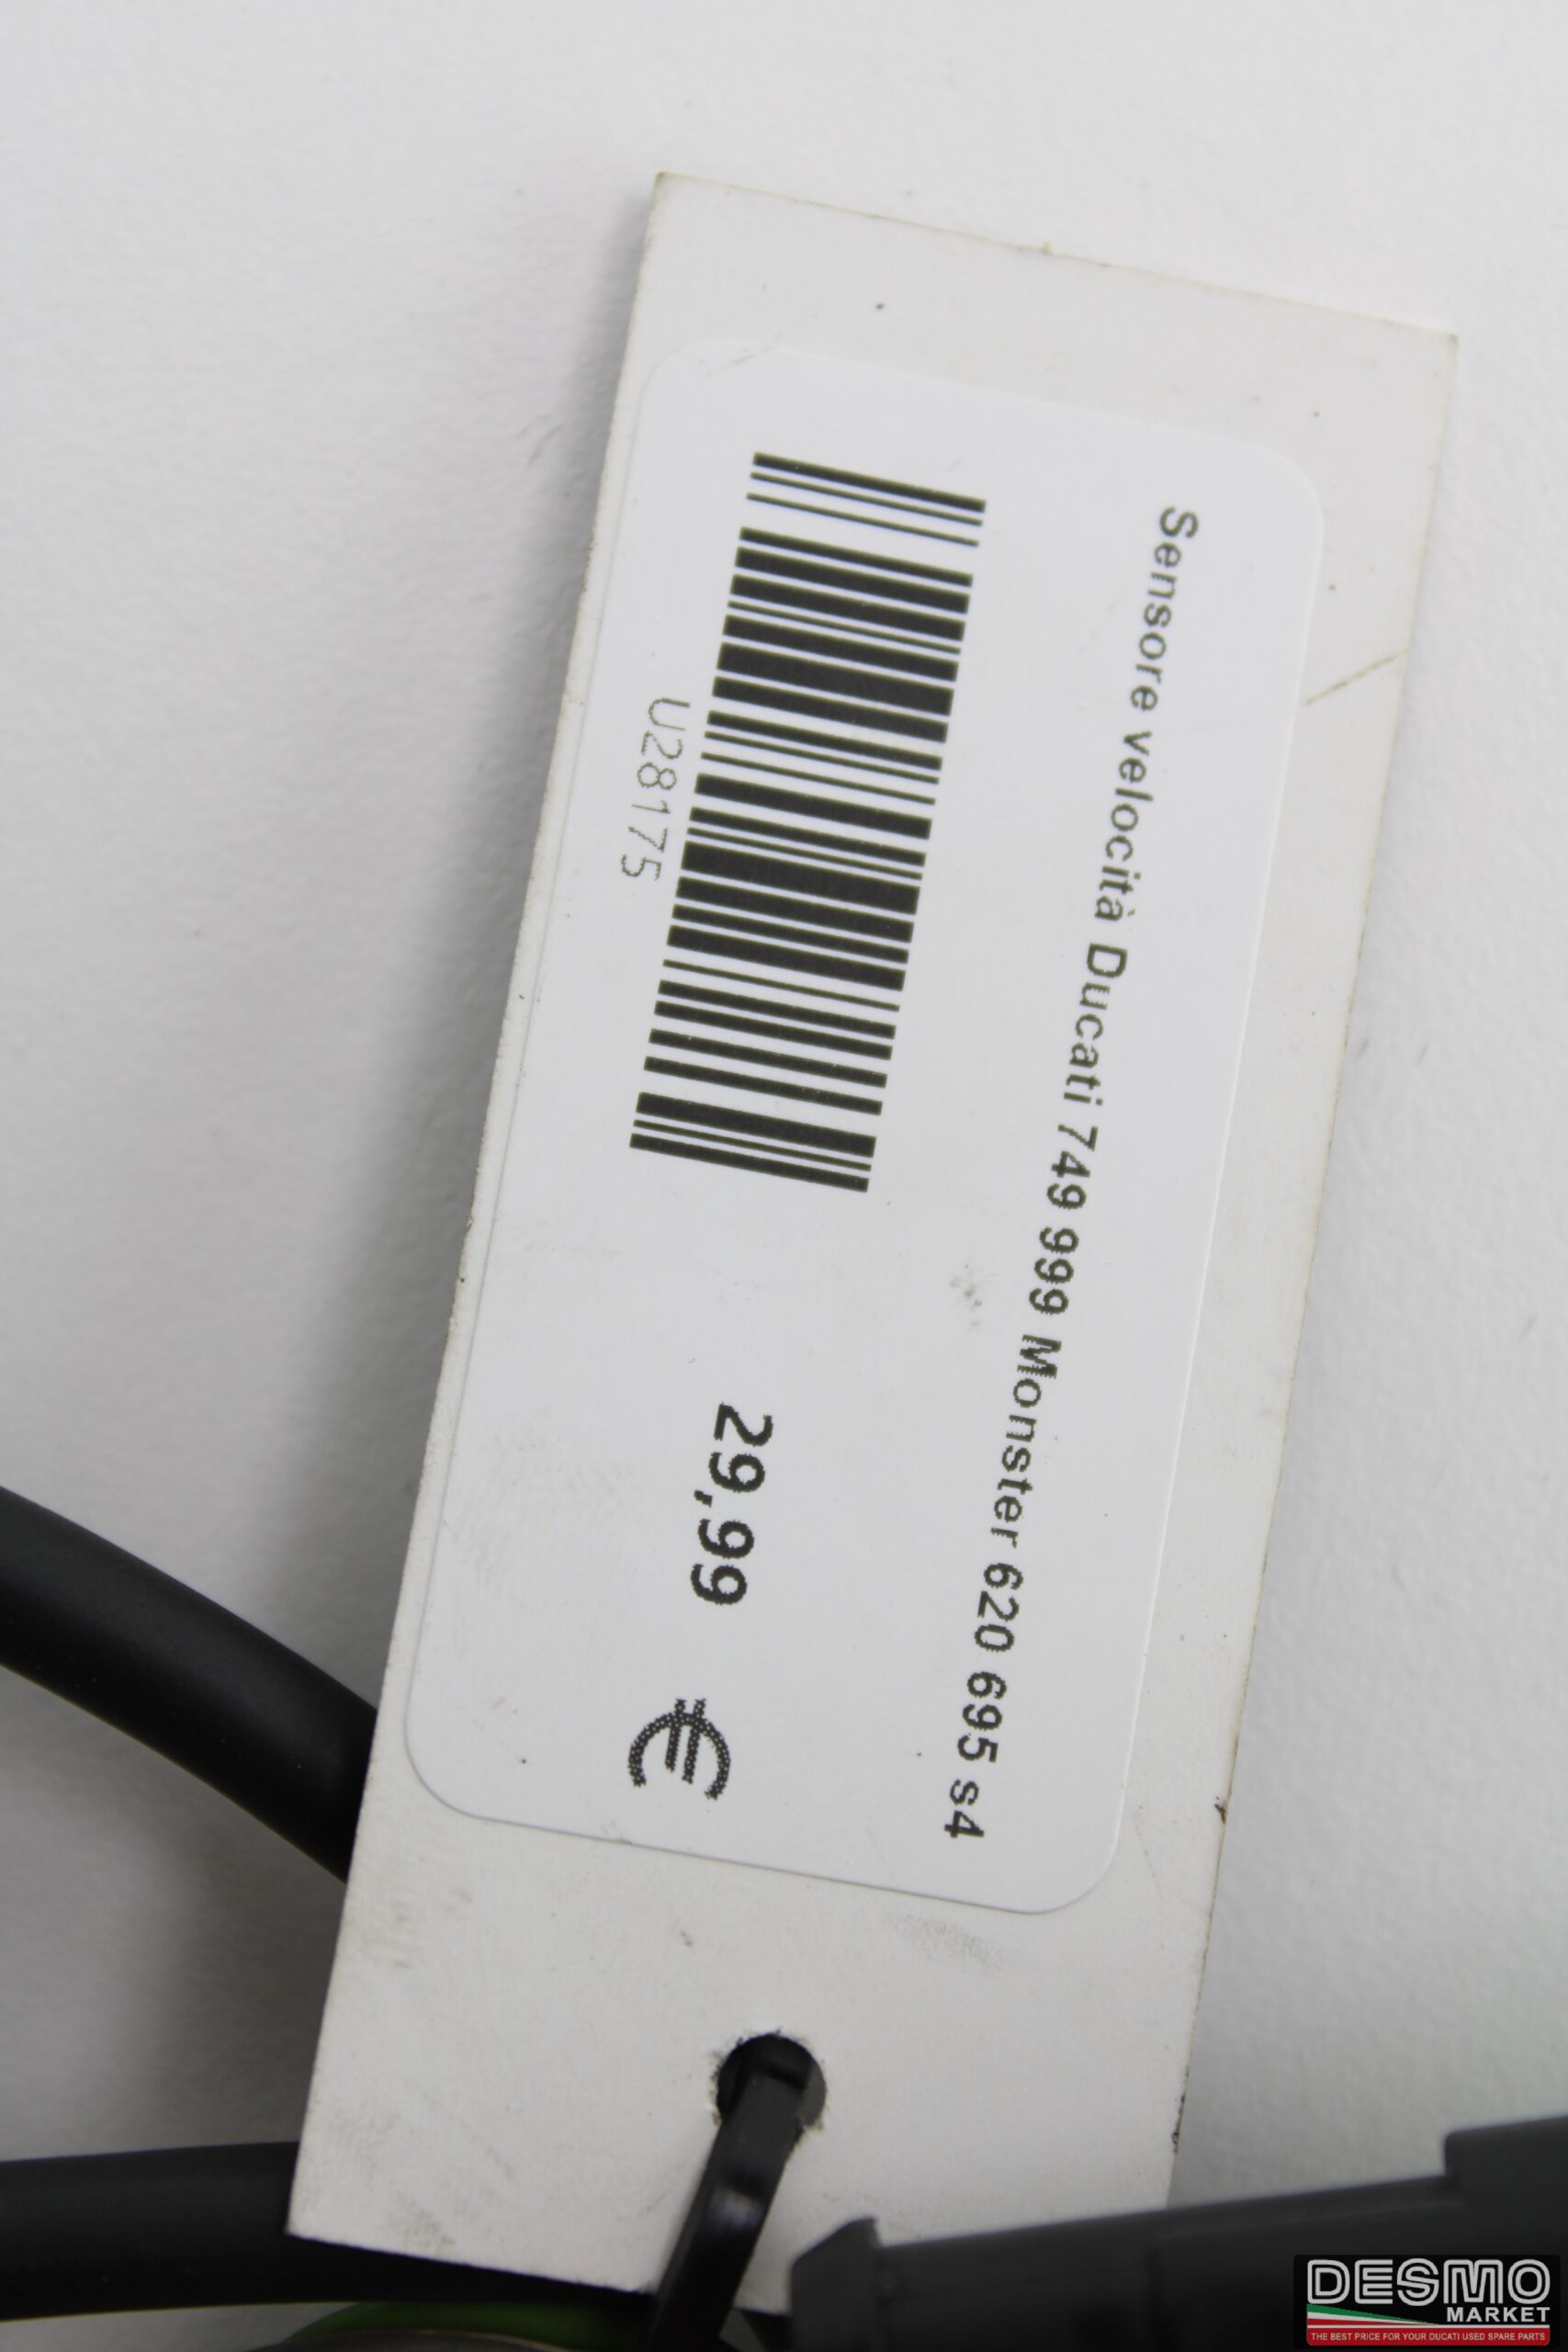 Sensore velocità Ducati 749 999 Monster 620 695 s4
U28175
29,99 €
DESMO
MARKET
THE BEST PRICE FOR YOUR DUCATI USED SPARE PARTS